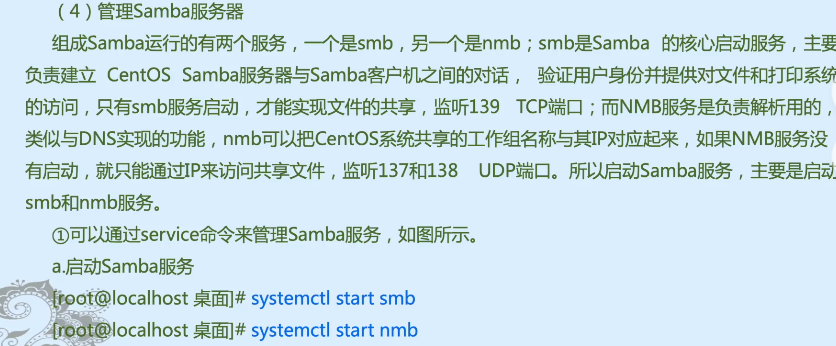 （4）管理Samba服务器
组成Samba运行的有两个服务，一个是smb，另一个是nmb；smb是Samba 的核心启动服务，主要
负责建立 CentOS Samba服务器与Samba客户机之间的对话， 验证用户身份并提供对文件和打印系统
的访问，只有smb服务启动，才能实现文件的共享，监听139 TCP端口；而NMB服务是负责解析用的，
类似与DNS实现的功能，nmb可以把CentOS系统共享的工作组名称与其IP对应起来，如果NMB服务没
有启动，就只能通过IP来访问共享文件，监听137和138 UDP端口。所以启动Samba服务，主要是启动
smb和nmb服务。
①可以通过service命令来管理Samba服务，如图所示。
a.启动Samba服务
[root@localhost 桌面]# systemctl start smb
[root@localhost 桌面]# systemctl start nmb